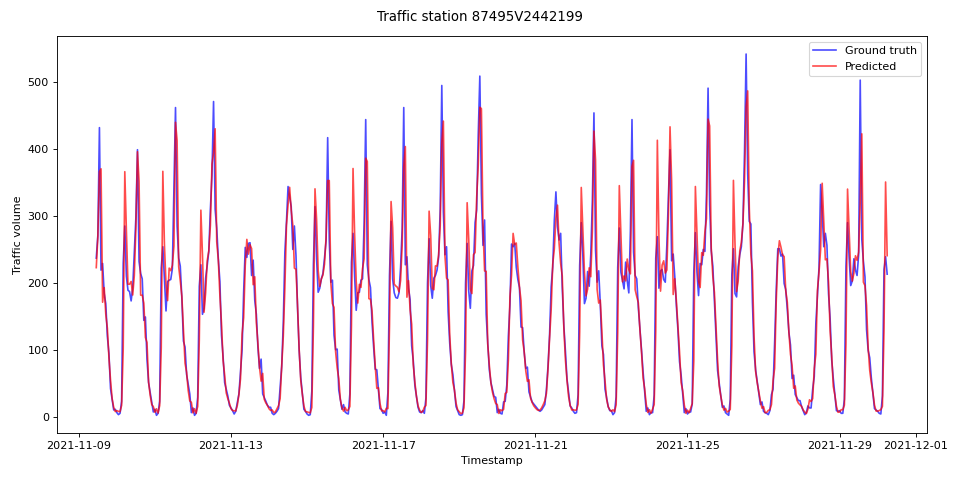 Traffic station 87495V2442199
Ground truth
Predicted
Traffic volume
500
400
300
200
100
0
2021-11-09
2021-11-13
2021-11-17
2021-11-21
2021-11-25
2021-11-29
2021-12-01
Timestamp